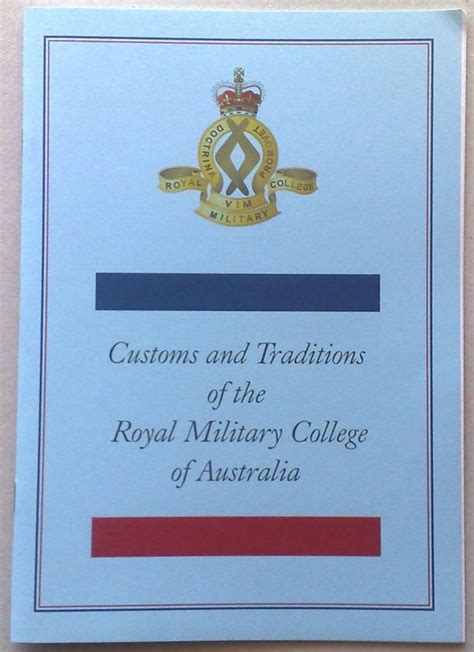 DOCTRINA VIM PROMOVET
ROYAL MILITARY COLLEGE
Customs and Traditions
of the
Royal Military College
of Australia